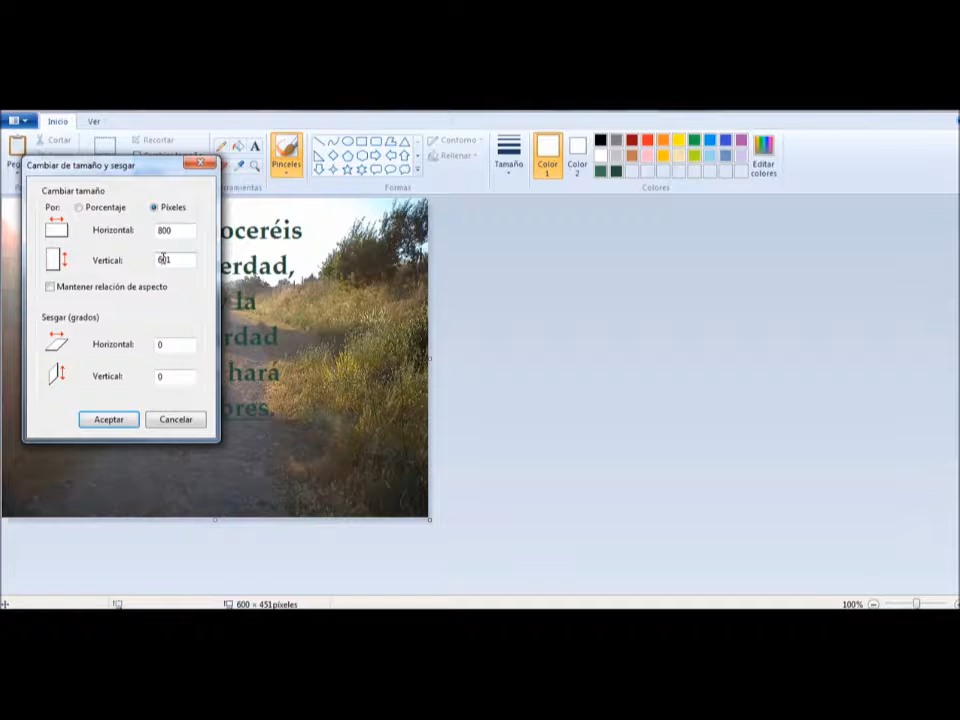 Inicio Ver
Cortar
Recortar
Pinceles
Formas
Contorno
Rellenar
Tamaño
Color
1
Color
2
Colores
Editar
colores
Cambiar de tamaño y sesgar
Cambiar tamaño
Por: Porcentaje Píxeles
Horizontal: 800
Vertical: 601
Mantener relación de aspecto
Sesgar (grados)
Horizontal: 0
Vertical: 0
Aceptar Cancelar
oceréis
erdad,
y la
rdad
hará
ores.
600 × 451píxeles
100%